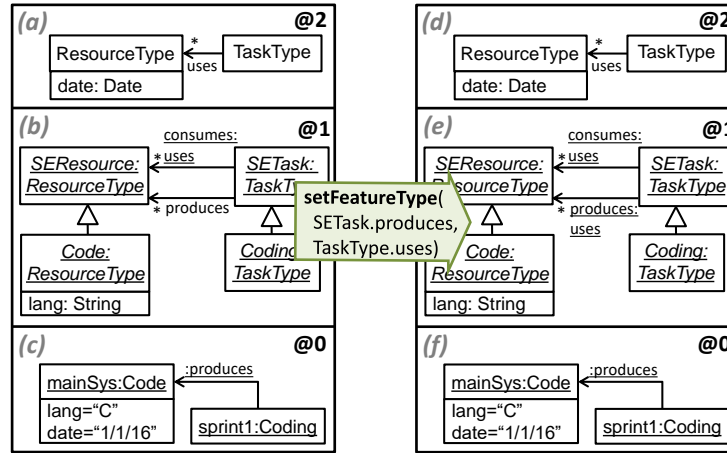 (a)
@2
ResourceType
date: Date
*
uses
TaskType
(b)
@1
SEResource:
ResourceType
consumes:
* uses
* produces
SETask:
TaskType
Code:
ResourceType
lang: String
Coding:
TaskType
(c)
@0
mainSys:Code
lang="C"
date="1/1/16"
:produces
sprint1:Coding
setFeatureType(
SETask.produces,
TaskType.uses)
(d)
@2
ResourceType
date: Date
*
uses
TaskType
(e)
@1
SEResource:
ResourceType
consumes:
* uses
* produces:
uses
SETask:
TaskType
Code:
ResourceType
lang: String
Coding:
TaskType
(f)
@0
mainSys:Code
lang="C"
date="1/1/16"
:produces
sprint1:Coding